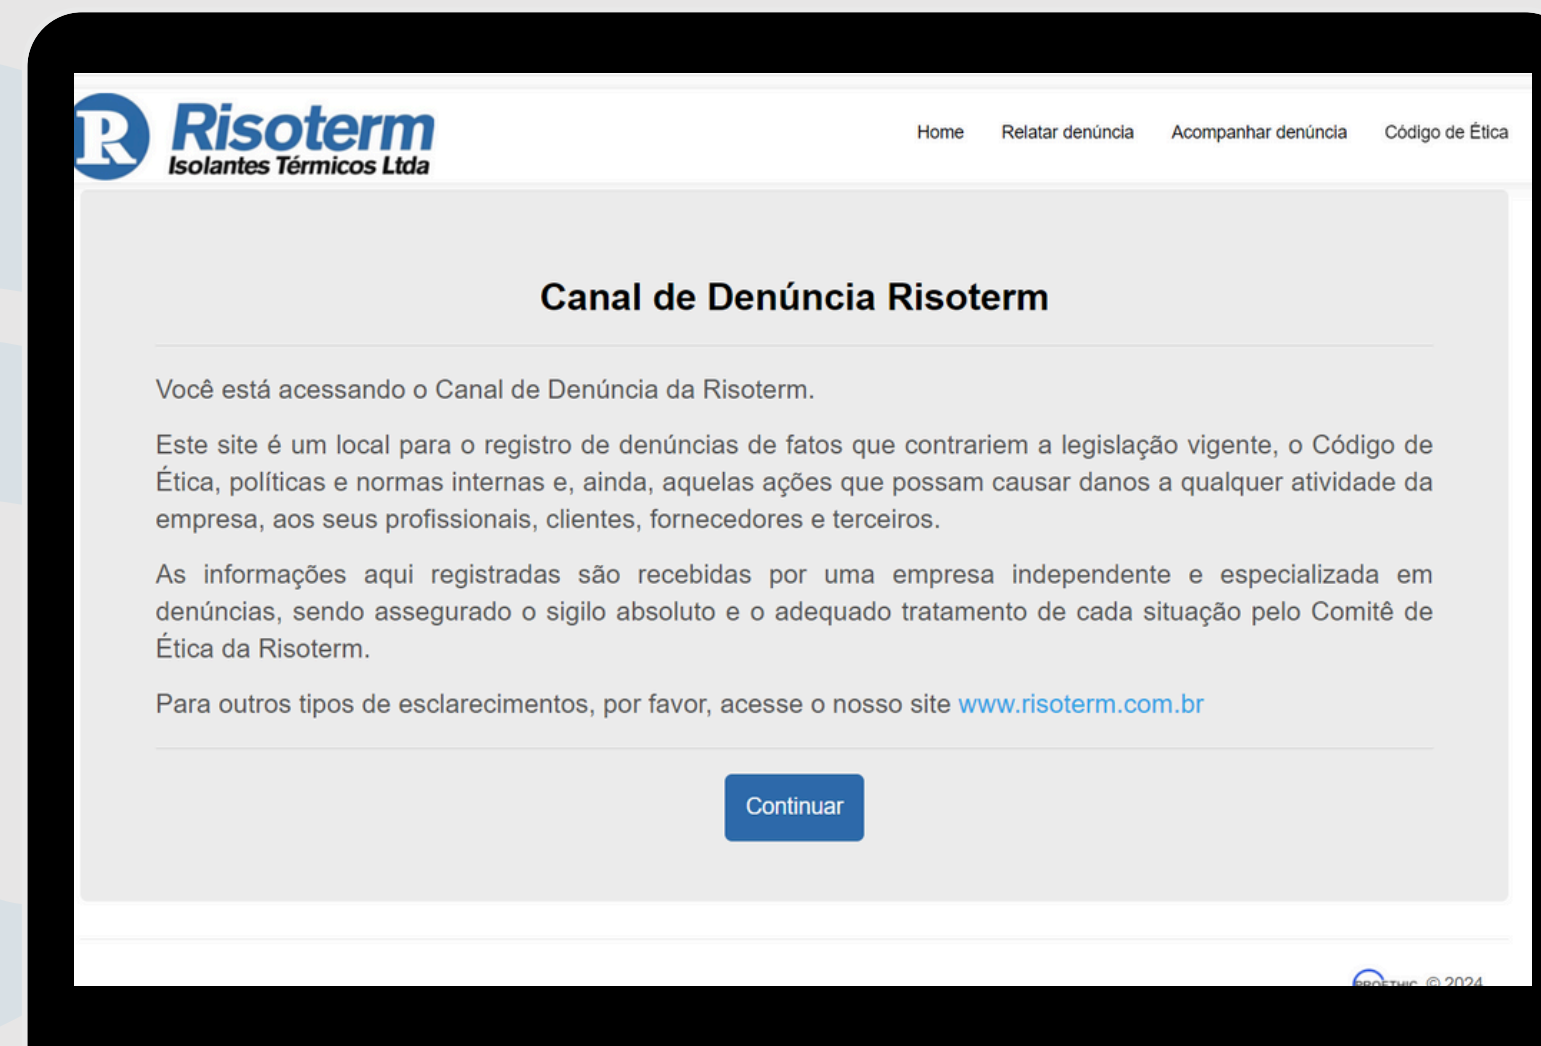 R
Risoterm
Isolantes Térmicos Ltda
Home Relatar denúncia Acompanhar denúncia Código de Ética
Canal de Denúncia Risoterm
Você está acessando o Canal de Denúncia da Risoterm.
Este site é um local para o registro de denúncias de fatos que contrariem a legislação vigente, o Código de
Ética, políticas e normas internas e, ainda, aquelas ações que possam causar danos a qualquer atividade da
empresa, aos seus profissionais, clientes, fornecedores e terceiros.
As informações aqui registradas são recebidas por uma empresa independente e especializada em
denúncias, sendo assegurado o sigilo absoluto e o adequado tratamento de cada situação pelo Comitê de
Ética da Risoterm.
Para outros tipos de esclarecimentos, por favor, acesse o nosso site www.risoterm.com.br
Continuar
PROETHIC © 2024